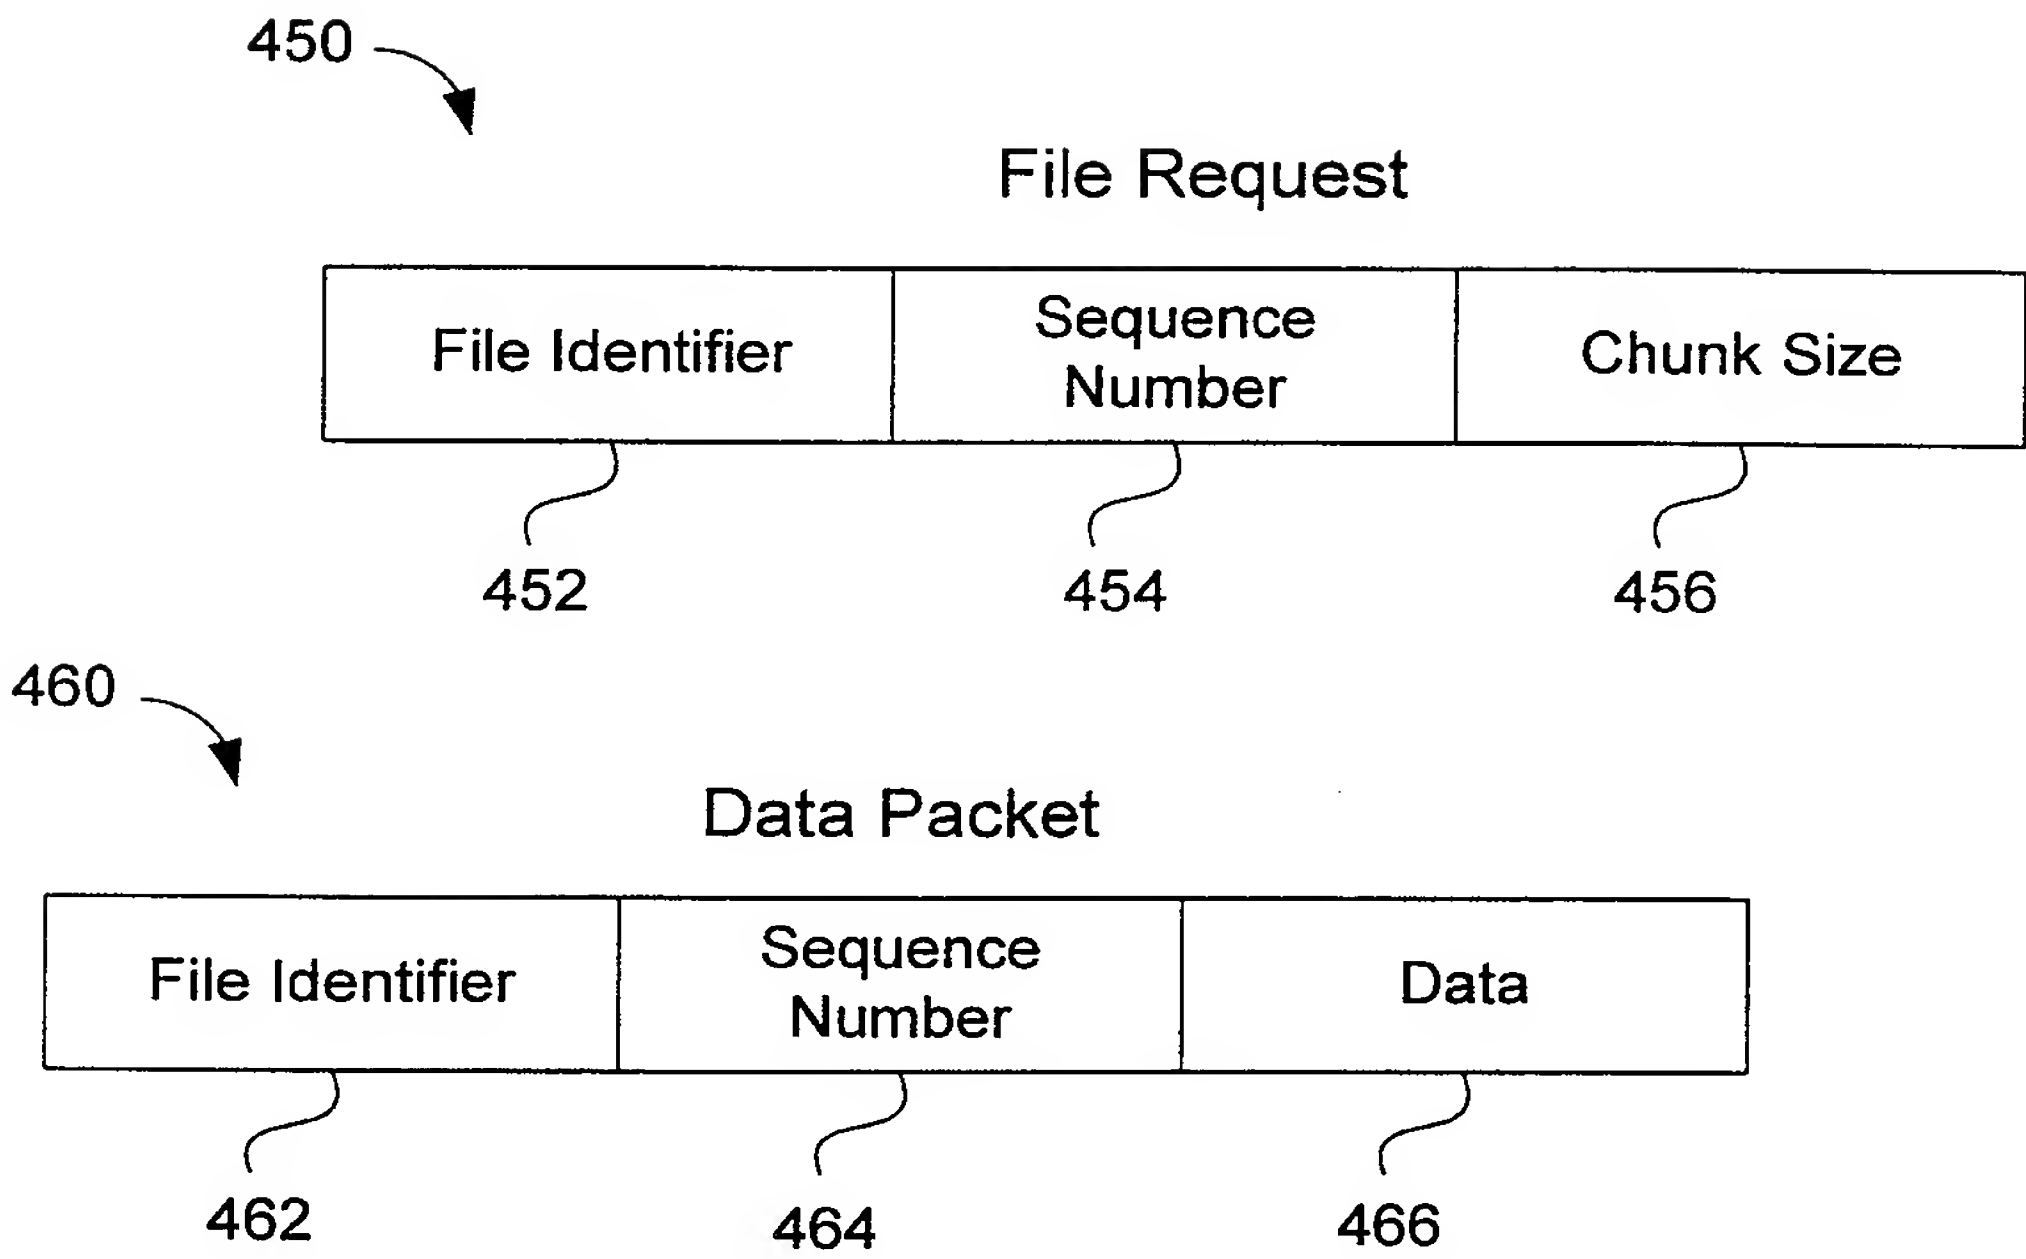 450
File Request
File Identifier
Sequence
Number
Chunk Size
452
454
456
460
Data Packet
File Identifier
Sequence
Number
Data
462
464
466